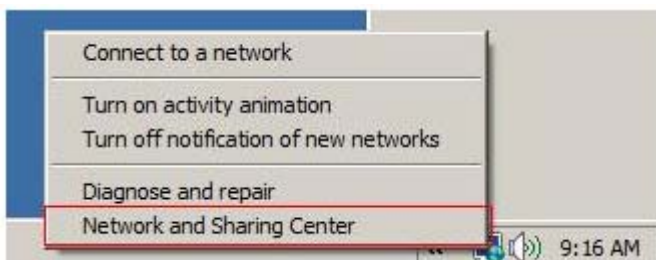 Connect to a network
Turn on activity animation
Turn off notification of new networks
Diagnose and repair
Network and Sharing Center
9:16 AM